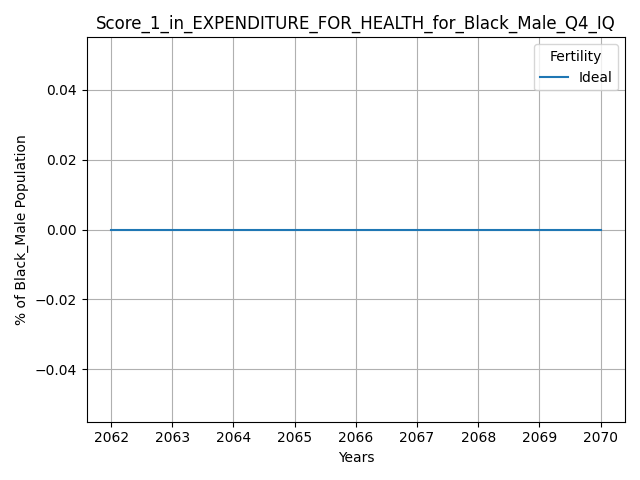 Score_1_in_EXPENDITURE_FOR_HEALTH_for_Black_Male_Q4_IQ
Fertility
Ideal
% of Black_Male Population
0.04
0.02
0.00
−0.02
−0.04
2062 2063 2064 2065 2066 2067 2068 2069 2070
Years